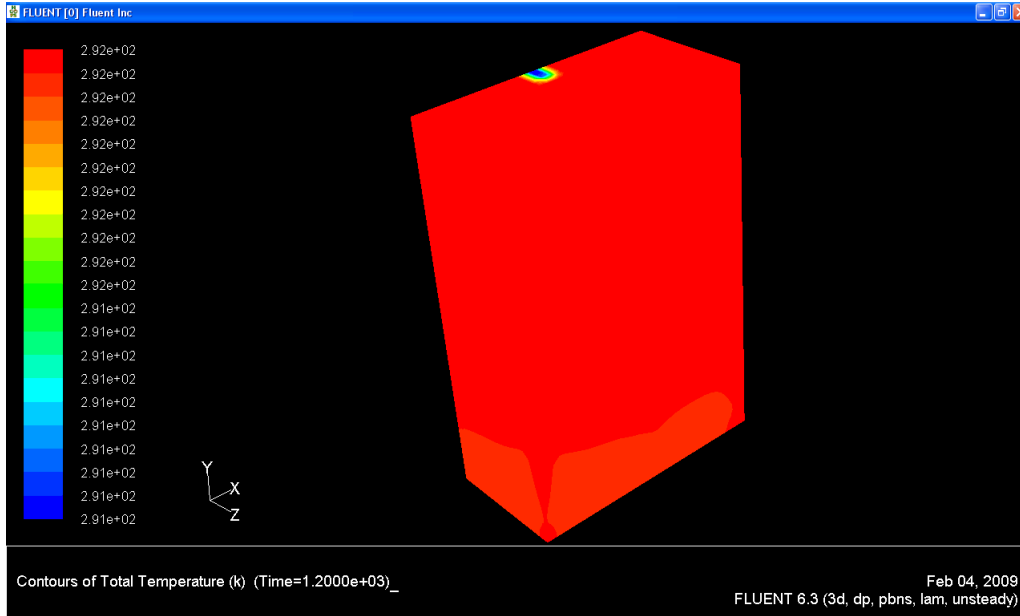 FLUENT [0] Fluent Inc
2.92e+02
2.92e+02
2.92e+02
2.92e+02
2.92e+02
2.92e+02
2.92e+02
2.92e+02
2.92e+02
2.92e+02
2.92e+02
2.91e+02
2.91e+02
2.91e+02
2.91e+02
2.91e+02
2.91e+02
2.91e+02
2.91e+02
2.91e+02
2.91e+02
Y
X
Z
Contours of Total Temperature (k) (Time=1.2000e+03)_
Feb 04, 2009
FLUENT 6.3 (3d, dp, pbns, lam, unsteady)